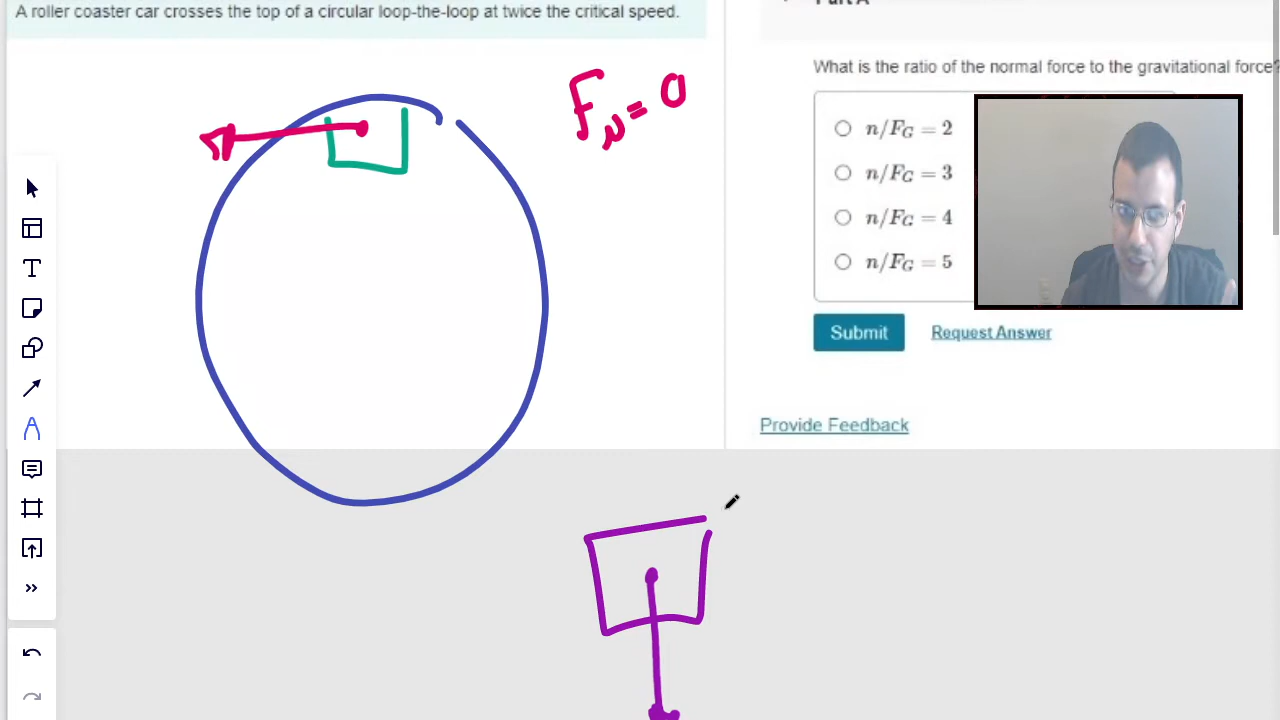 A roller coaster car crosses the top of a circular loop-the-loop at twice the critical speed.
Part A
What is the ratio of the normal force to the gravitational force?
n/F_G = 2
n/F_G = 3
n/F_G = 4
n/F_G = 5
Submit
Request Answer
Provide Feedback
F_N = 0
T
A